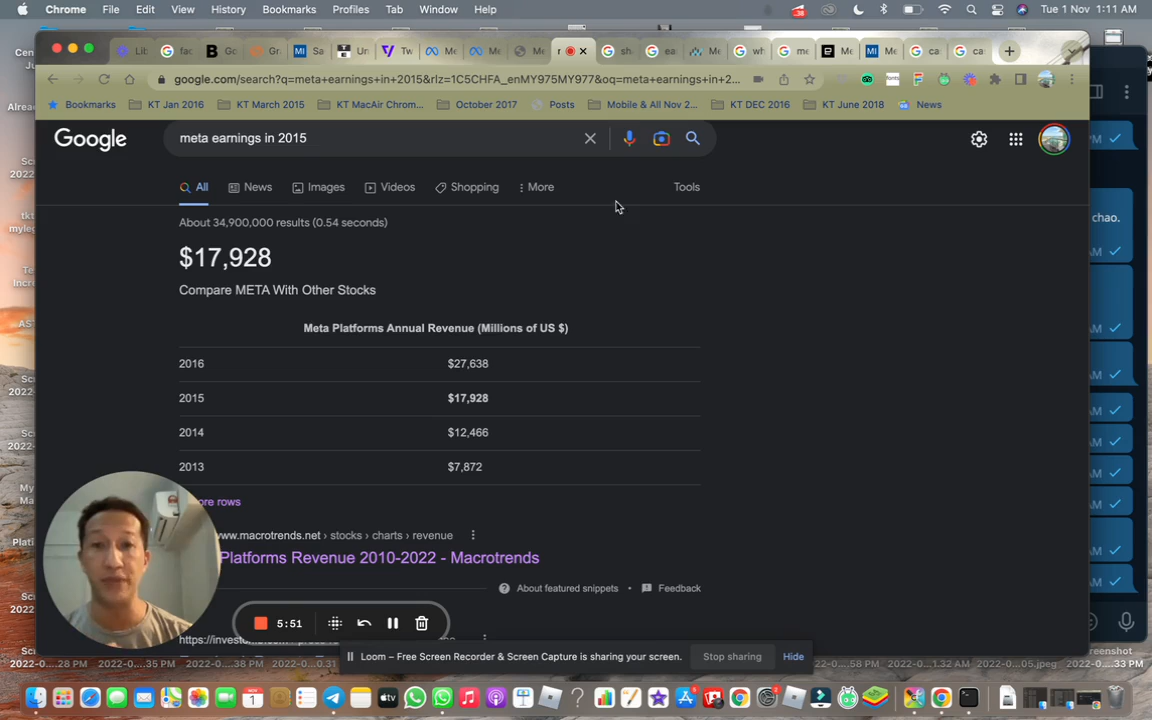 Chrome File Edit View History Bookmarks Profiles Tab Window Help Tue 1 Nov 1:11 AM
google.com/search?q=meta+earnings+in+2015&rlz=1C5CHFA_enMY975MY977&oq=meta+earnings+in+2...
Bookmarks KT Jan 2016 KT March 2015 KT MacAir Chrom... October 2017 Posts Mobile & All Nov 2... KT DEC 2016 KT June 2018 News
Google meta earnings in 2015
All News Images Videos Shopping More Tools
About 34,900,000 results (0.54 seconds)
$17,928
Compare META With Other Stocks
Meta Platforms Annual Revenue (Millions of US $)
2016 $27,638
2015 $17,928
2014 $12,466
2013 $7,872
ore rows
www.macrotrends.net › stocks › charts › revenue
Platforms Revenue 2010-2022 - Macrotrends
About featured snippets • Feedback
5:51
Loom – Free Screen Recorder & Screen Capture is sharing your screen. Stop sharing Hide
chao.